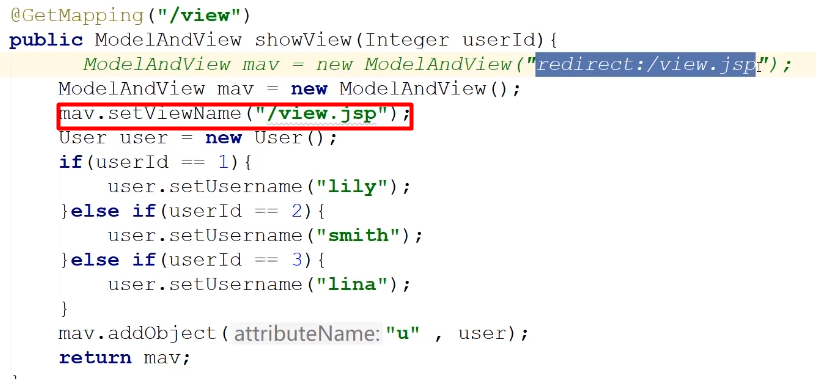 @GetMapping("/view")
public ModelAndView showView(Integer userId){
ModelAndView mav = new ModelAndView("redirect:/view.jsp");
ModelAndView mav = new ModelAndView();
mav.setViewName("/view.jsp");
User user = new User();
if(userId == 1){
user.setUsername("lily");
}else if(userId == 2){
user.setUsername("smith");
}else if(userId == 3){
user.setUsername("lina");
}
mav.addObject( attributeName: "u" , user);
return mav;